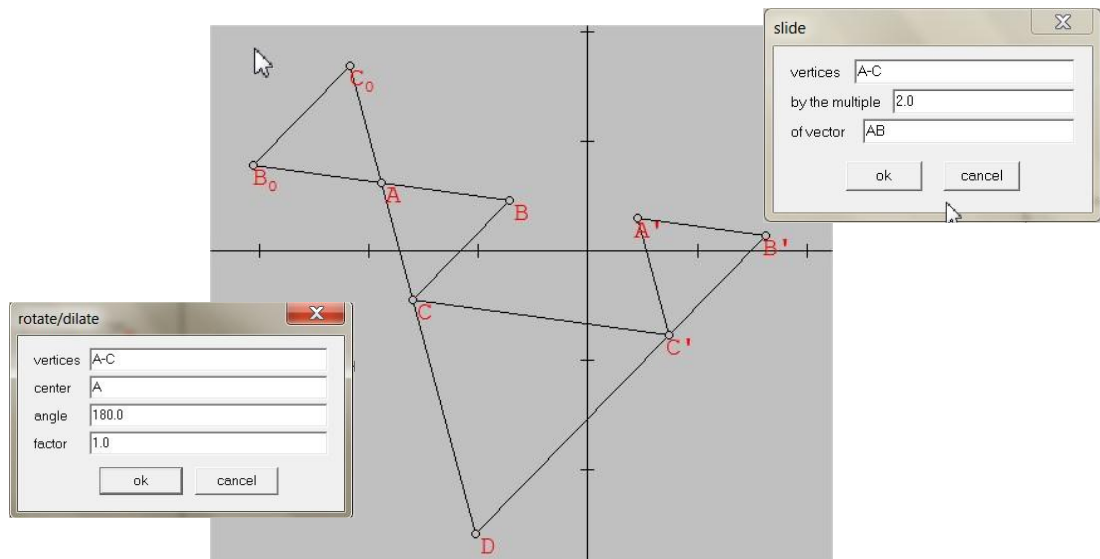 slide
vertices A-C
by the multiple 2.0
of vector AB
ok cancel
C₀
B₀
A
B
A'
B'
C
C'
D
rotate/dilate
vertices A-C
center A
angle 180.0
factor 1.0
ok cancel